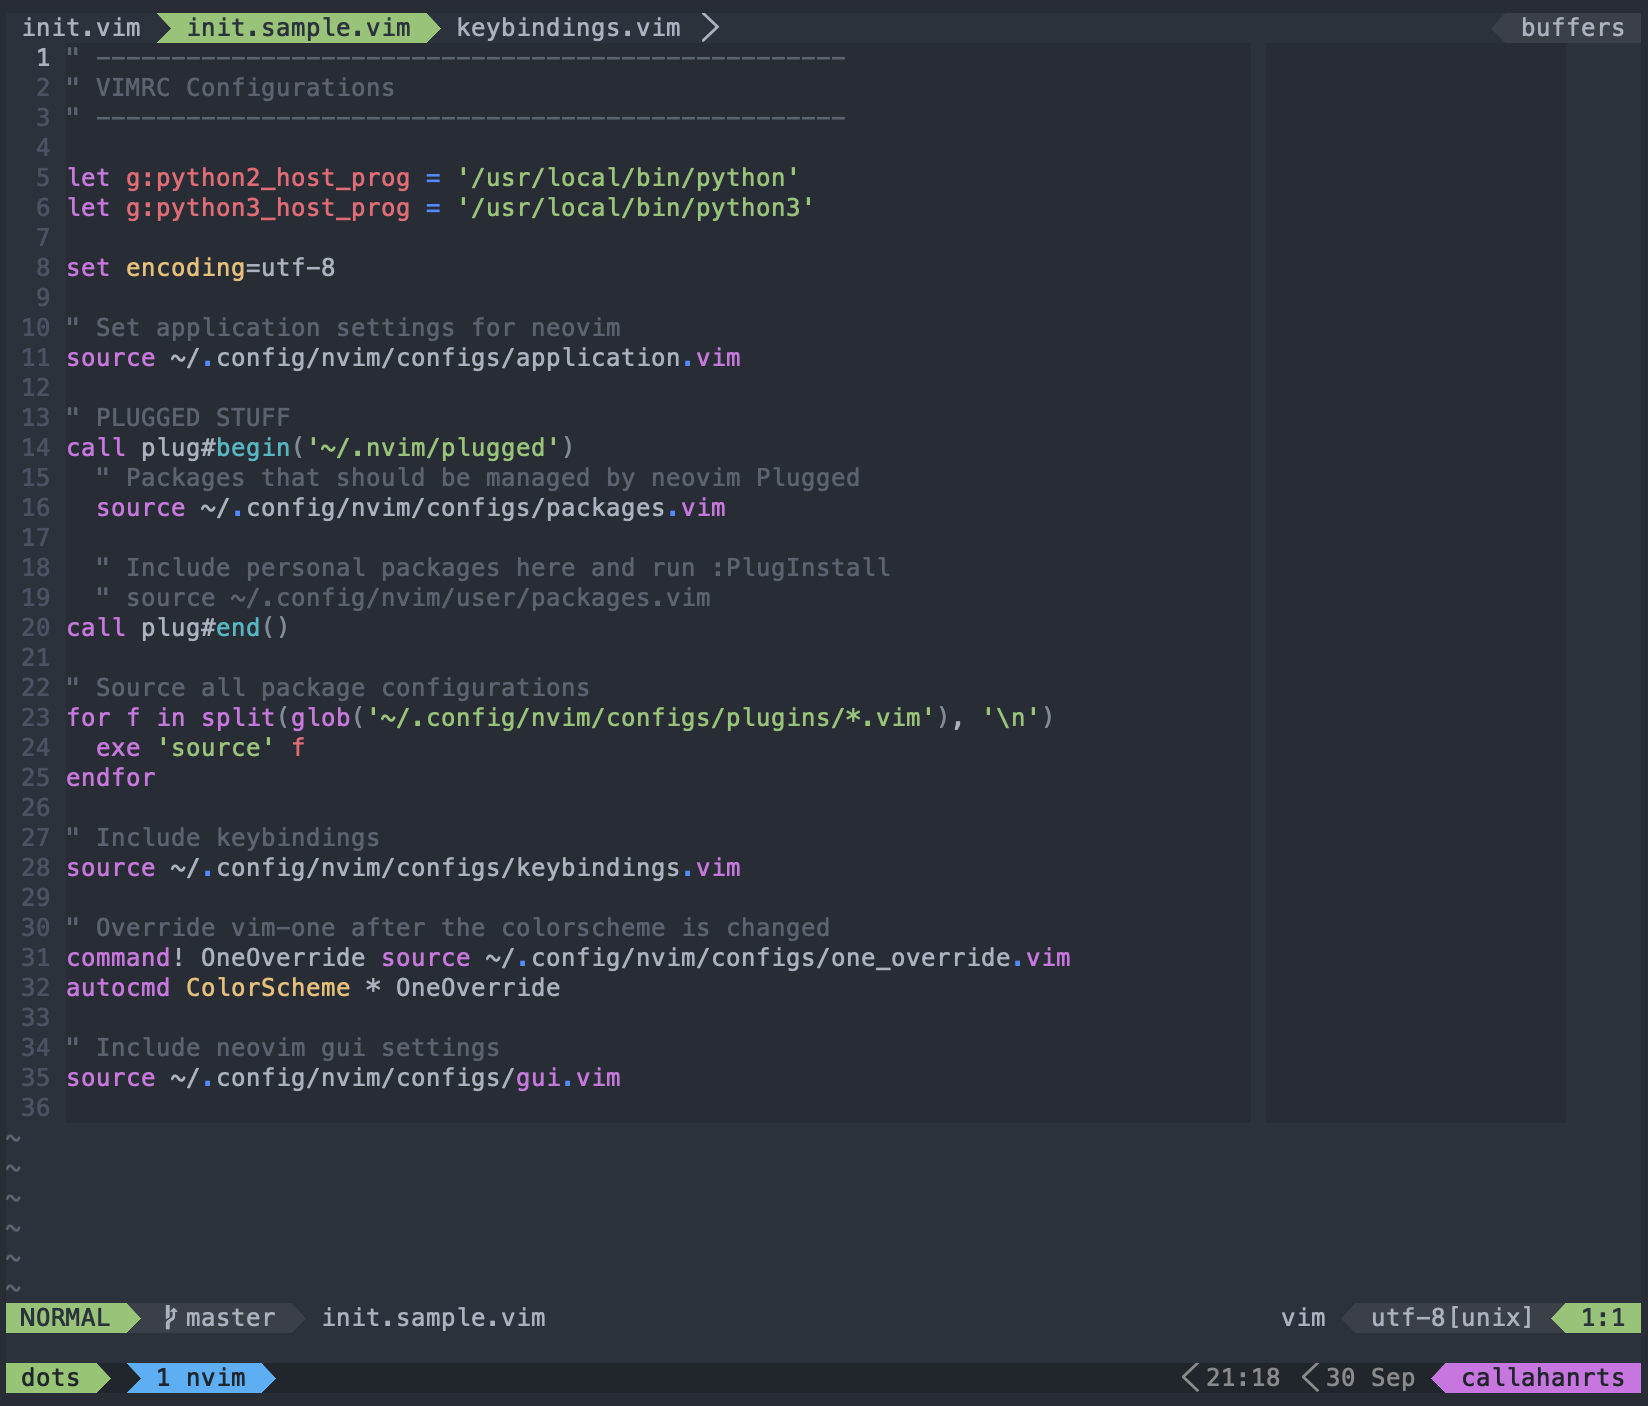 init.vim init.sample.vim keybindings.vim buffers
1 " --------------------------------------------------
2 " VIMRC Configurations
3 " --------------------------------------------------
4
5 let g:python2_host_prog = '/usr/local/bin/python'
6 let g:python3_host_prog = '/usr/local/bin/python3'
7
8 set encoding=utf-8
9
10 " Set application settings for neovim
11 source ~/.config/nvim/configs/application.vim
12
13 " PLUGGED STUFF
14 call plug#begin('~/.nvim/plugged')
15   " Packages that should be managed by neovim Plugged
16   source ~/.config/nvim/configs/packages.vim
17
18   " Include personal packages here and run :PlugInstall
19   " source ~/.config/nvim/user/packages.vim
20 call plug#end()
21
22 " Source all package configurations
23 for f in split(glob('~/.config/nvim/configs/plugins/*.vim'), '\n')
24   exe 'source' f
25 endfor
26
27 " Include keybindings
28 source ~/.config/nvim/configs/keybindings.vim
29
30 " Override vim-one after the colorscheme is changed
31 command! OneOverride source ~/.config/nvim/configs/one_override.vim
32 autocmd ColorScheme * OneOverride
33
34 " Include neovim gui settings
35 source ~/.config/nvim/configs/gui.vim
36
~
~
~
~
~
~
NORMAL master init.sample.vim vim utf-8[unix] 1:1
dots 1 nvim 21:18 30 Sep callahanrts